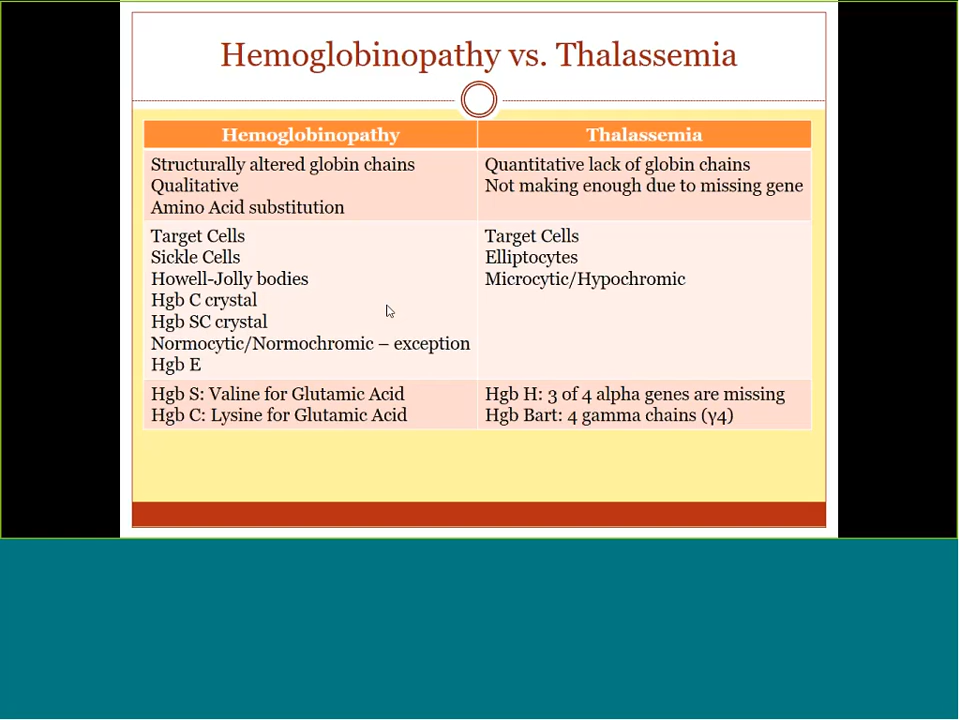 Hemoglobinopathy vs. Thalassemia
Hemoglobinopathy
Thalassemia
Structurally altered globin chains
Qualitative
Amino Acid substitution
Quantitative lack of globin chains
Not making enough due to missing gene
Target Cells
Sickle Cells
Howell-Jolly bodies
Hgb C crystal
Hgb SC crystal
Normocytic/Normochromic – exception
Hgb E
Target Cells
Elliptocytes
Microcytic/Hypochromic
Hgb S: Valine for Glutamic Acid
Hgb C: Lysine for Glutamic Acid
Hgb H: 3 of 4 alpha genes are missing
Hgb Bart: 4 gamma chains (γ4)